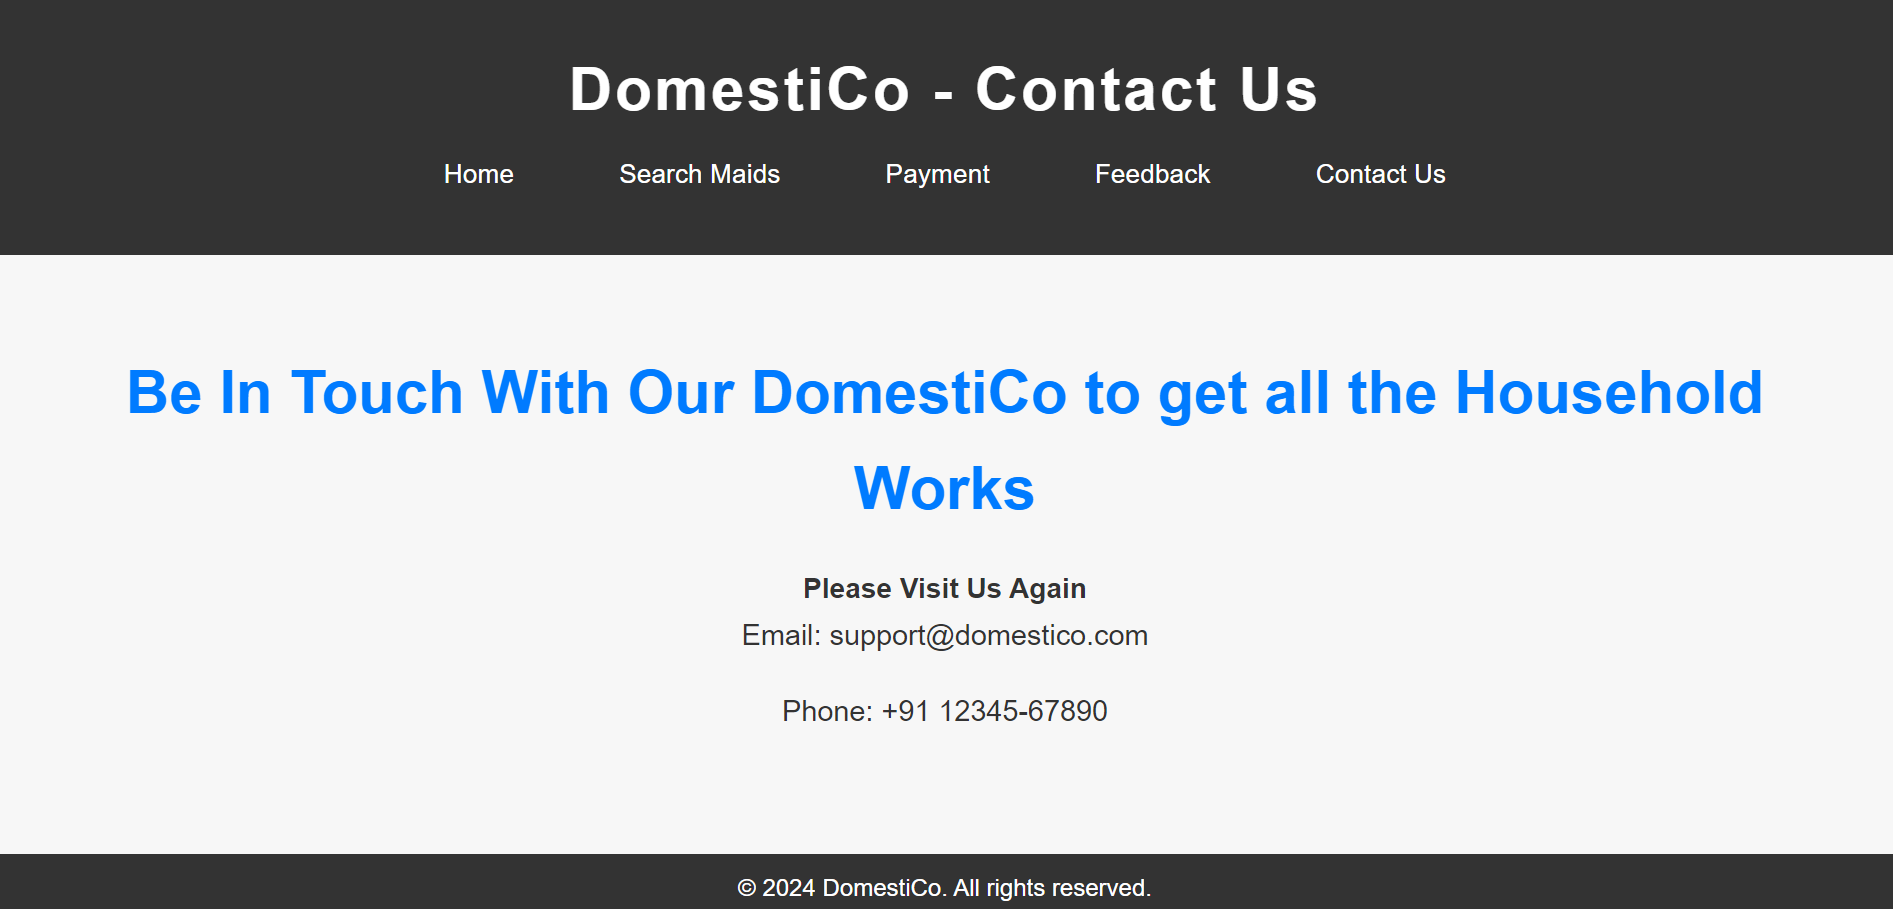 DomestiCo - Contact Us
Home Search Maids Payment Feedback Contact Us
Be In Touch With Our DomestiCo to get all the Household
Works
Please Visit Us Again
Email: support@domestico.com
Phone: +91 12345-67890
© 2024 DomestiCo. All rights reserved.